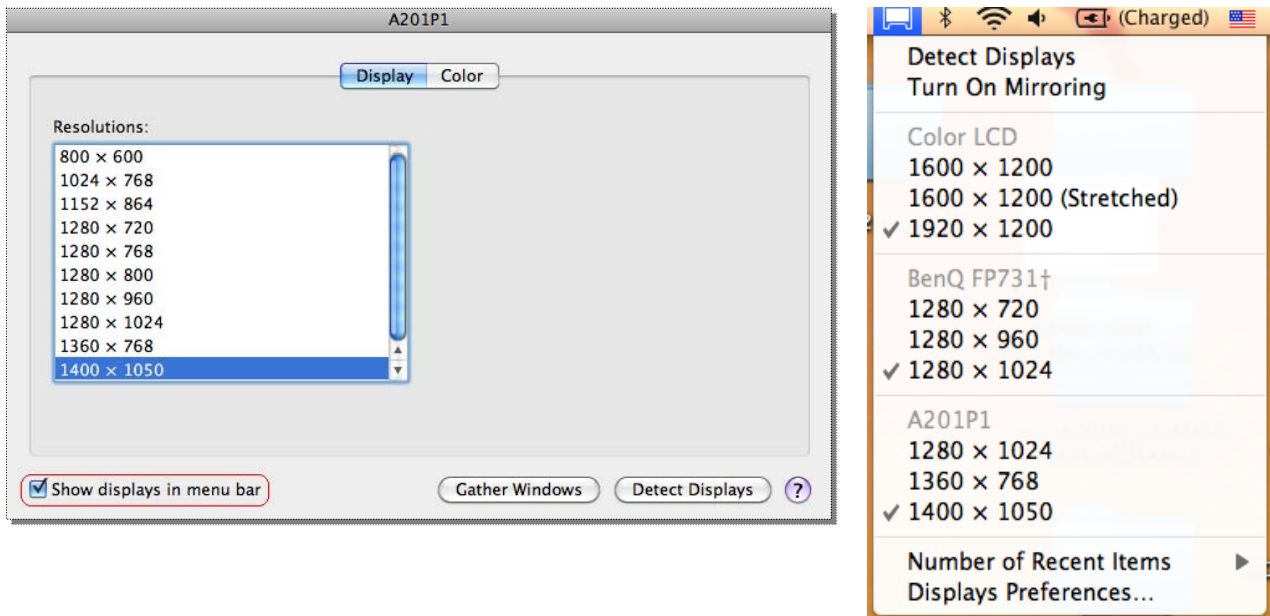 A201P1
Display Color
Resolutions:
800 × 600
1024 × 768
1152 × 864
1280 × 720
1280 × 768
1280 × 800
1280 × 960
1280 × 1024
1360 × 768
1400 × 1050
Show displays in menu bar
Gather Windows
Detect Displays
?
(Charged)
Detect Displays
Turn On Mirroring
Color LCD
1600 × 1200
1600 × 1200 (Stretched)
✓ 1920 × 1200
BenQ FP731†
1280 × 720
1280 × 960
✓ 1280 × 1024
A201P1
1280 × 1024
1360 × 768
✓ 1400 × 1050
Number of Recent Items
Displays Preferences...